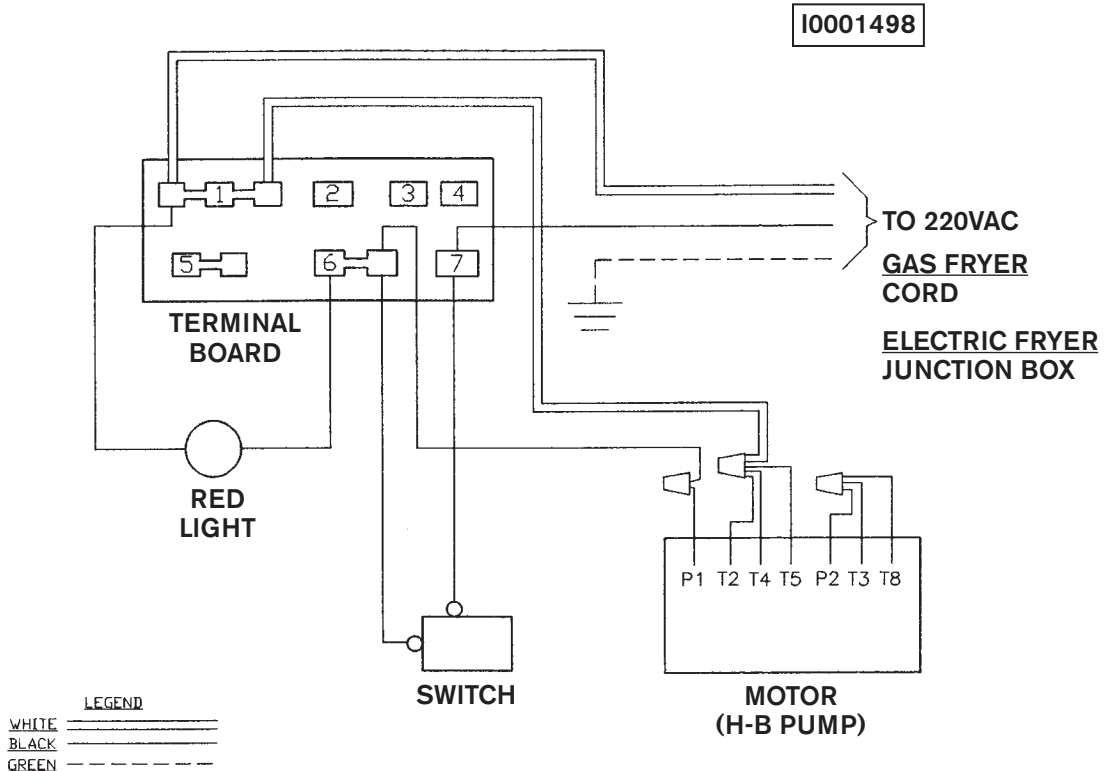 I0001498
1
2
3
4
5
6
7
TERMINAL
BOARD
TO 220VAC
GAS FRYER
CORD
ELECTRIC FRYER
JUNCTION BOX
RED
LIGHT
P1 T2 T4 T5 P2 T3 T8
SWITCH
MOTOR
(H-B PUMP)
LEGEND
WHITE
BLACK
GREEN